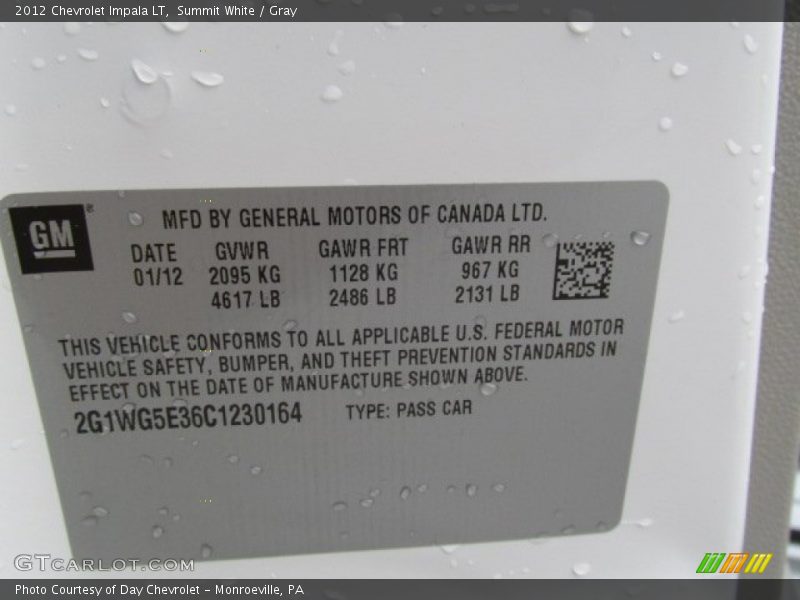 2012 Chevrolet Impala LT, Summit White / Gray
GM®
MFD BY GENERAL MOTORS OF CANADA LTD.
DATE GVWR GAWR FRT GAWR RR
01/12 2095 KG 1128 KG 967 KG
4617 LB 2486 LB 2131 LB
THIS VEHICLE CONFORMS TO ALL APPLICABLE U.S. FEDERAL MOTOR
VEHICLE SAFETY, BUMPER, AND THEFT PREVENTION STANDARDS IN
EFFECT ON THE DATE OF MANUFACTURE SHOWN ABOVE.
2G1WG5E36C1230164 TYPE: PASS CAR
GTCARLOT.COM
Photo Courtesy of Day Chevrolet - Monroeville, PA